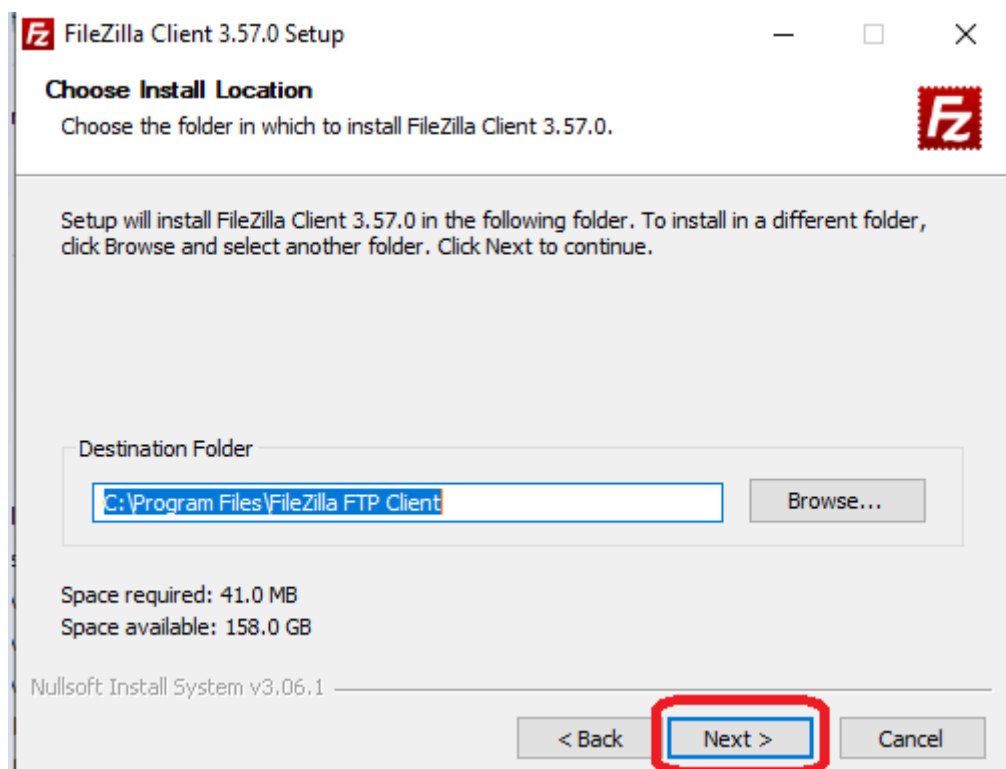 FileZilla Client 3.57.0 Setup
Choose Install Location
Choose the folder in which to install FileZilla Client 3.57.0.
Fz
Setup will install FileZilla Client 3.57.0 in the following folder. To install in a different folder,
click Browse and select another folder. Click Next to continue.
Destination Folder
C:\Program Files\FileZilla FTP Client
Browse...
Space required: 41.0 MB
Space available: 158.0 GB
Nullsoft Install System v3.06.1
< Back
Next >
Cancel